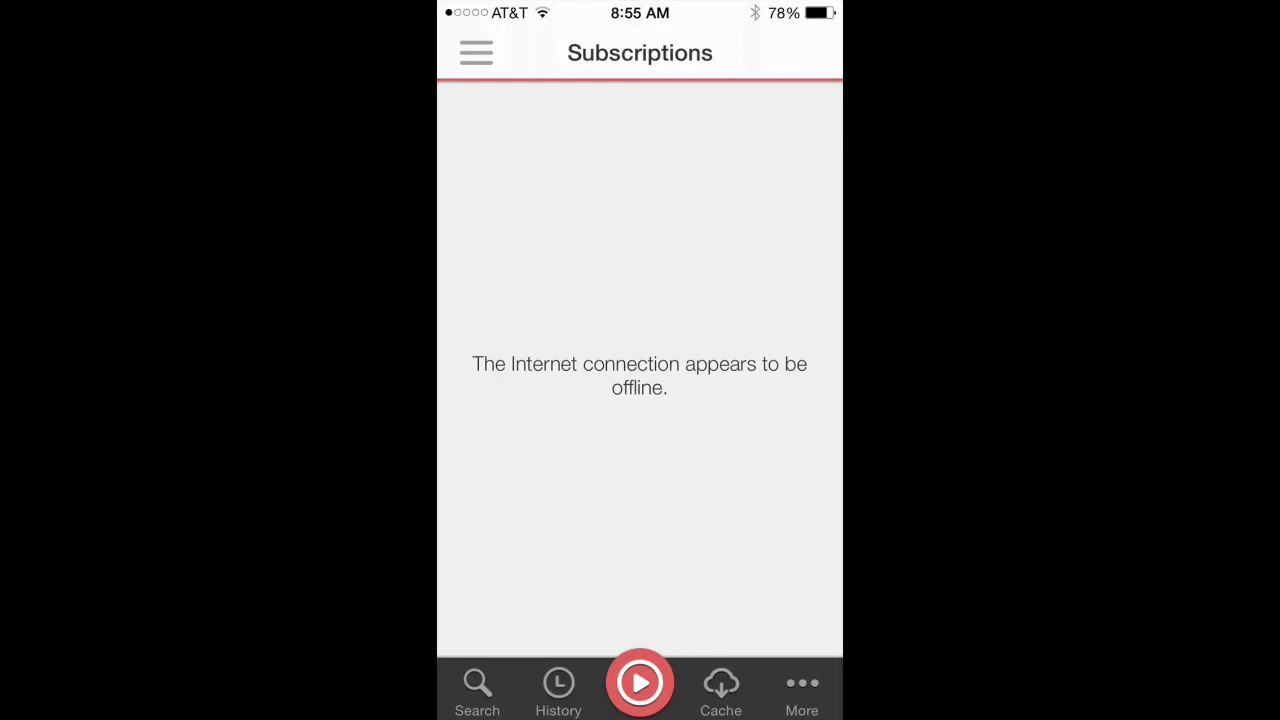 AT&T 8:55 AM 78%
Subscriptions
The Internet connection appears to be
offline.
Search History Cache More